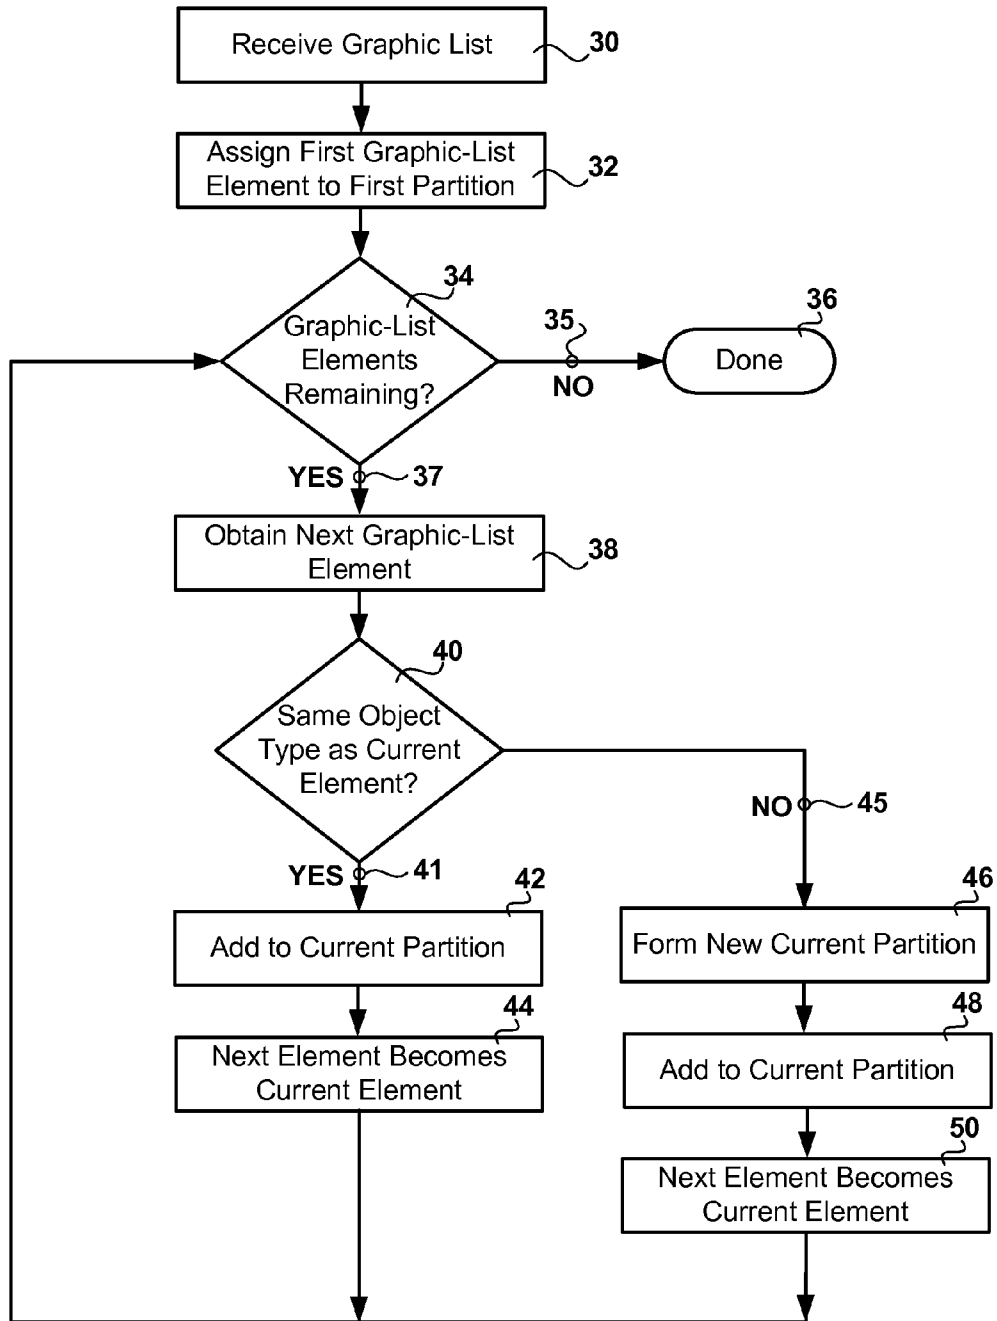 Receive Graphic List
30
Assign First Graphic-List
Element to First Partition
32
34
Graphic-List
Elements
Remaining?
35
NO
36
Done
YES
37
Obtain Next Graphic-List
Element
38
40
Same Object
Type as Current
Element?
NO
45
YES
41
42
Add to Current Partition
46
Form New Current Partition
44
Next Element Becomes
Current Element
48
Add to Current Partition
50
Next Element Becomes
Current Element